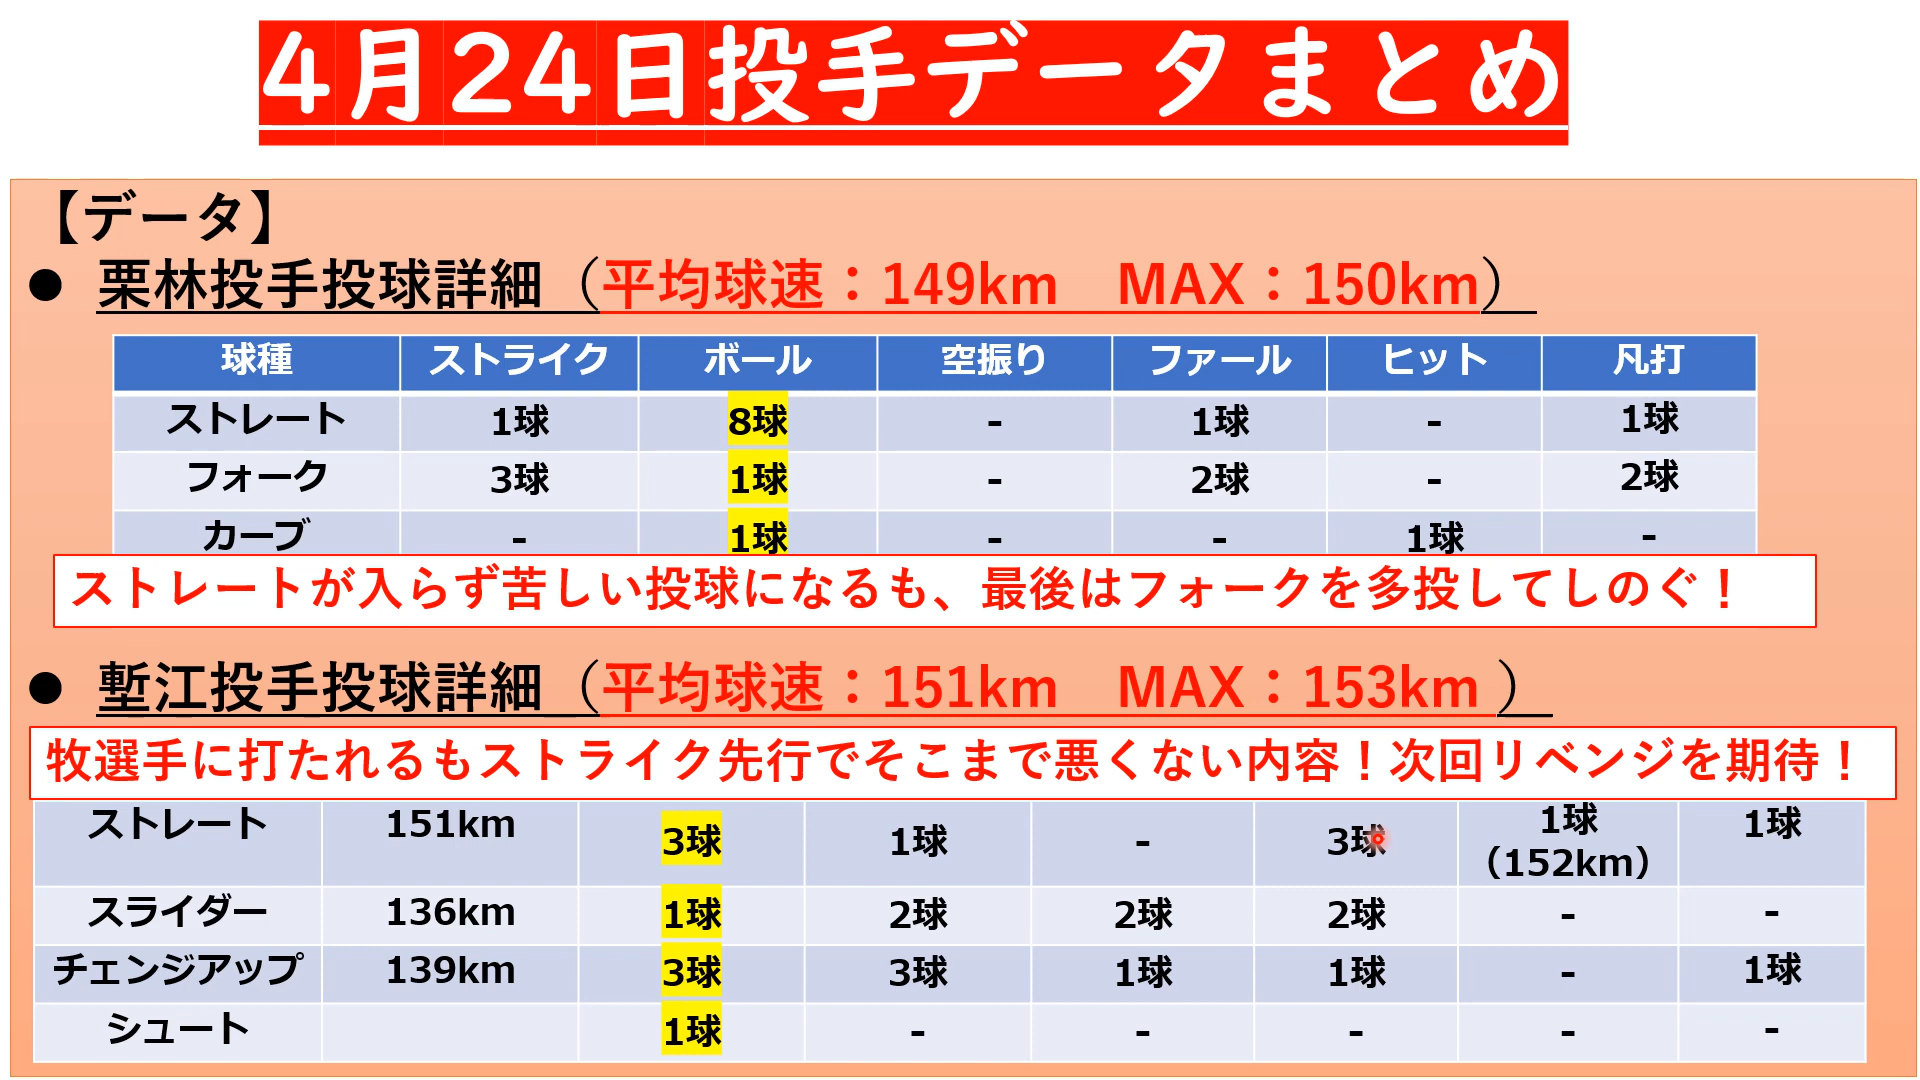 4月24日投手データまとめ
【データ】
● 栗林投手投球詳細（平均球速：149km　MAX：150km）
球種 ストライク ボール 空振り ファール ヒット 凡打
ストレート 1球 8球 - 1球 - 1球
フォーク 3球 1球 - 2球 - 2球
カーブ - 1球 - - 1球 -
ストレートが入らず苦しい投球になるも、最後はフォークを多投してしのぐ！
● 塹江投手投球詳細（平均球速：151km　MAX：153km ）
牧選手に打たれるもストライク先行でそこまで悪くない内容！次回リベンジを期待！
ストレート 151km 3球 1球 - 3球 1球 1球
（152km）
スライダー 136km 1球 2球 2球 2球 - -
チェンジアップ 139km 3球 3球 1球 1球 - 1球
シュート 1球 - - - - -